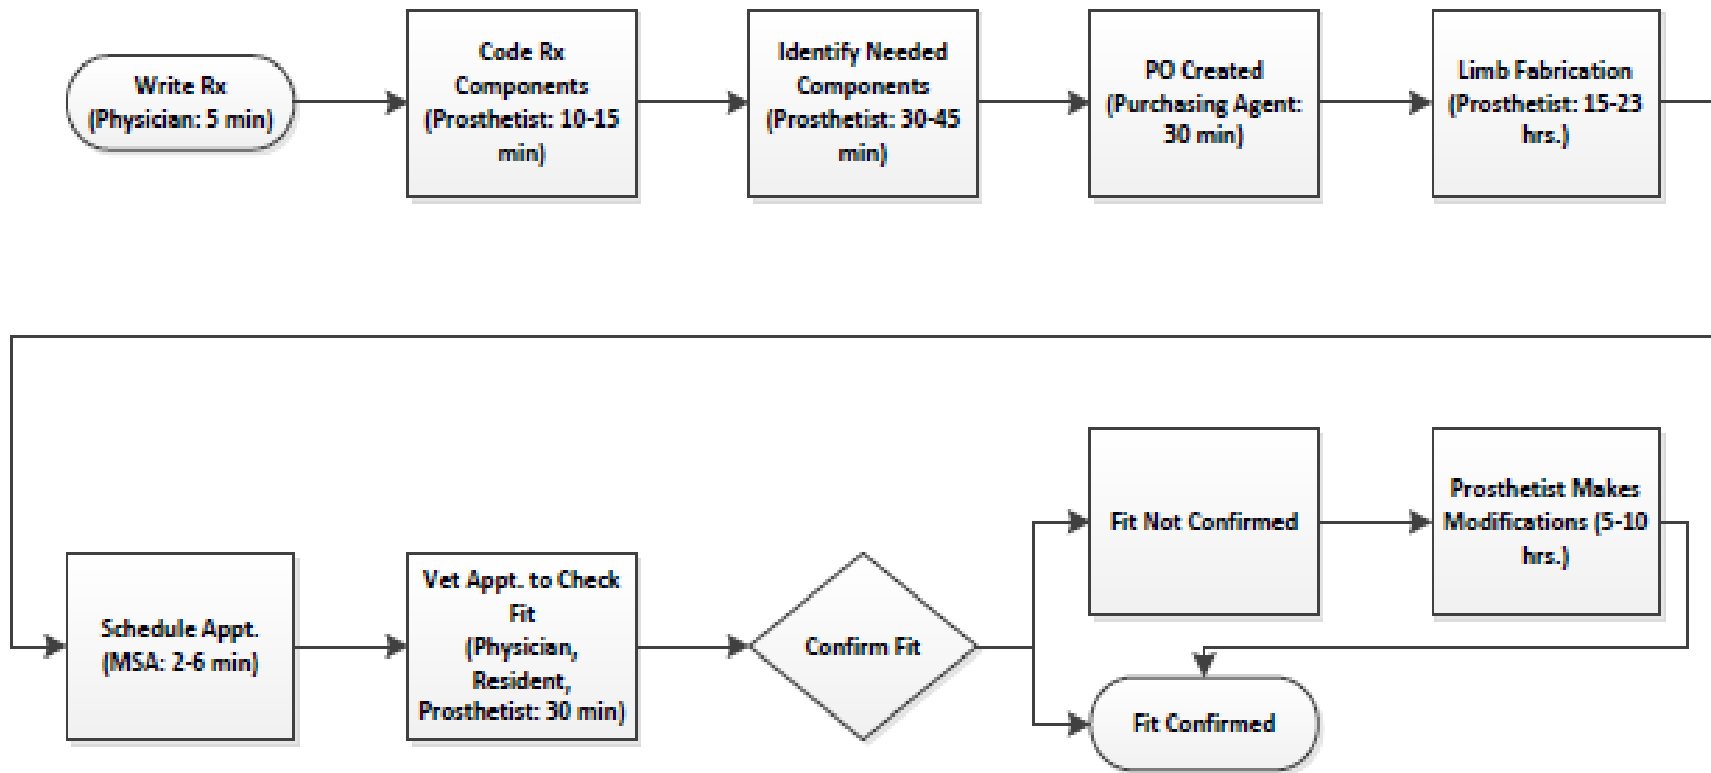 Write Rx
(Physician: 5 min)
Code Rx
Components
(Prosthetist: 10-15
min)
Identify Needed
Components
(Prosthetist: 30-45
min)
PO Created
(Purchasing Agent:
30 min)
Limb Fabrication
(Prosthetist: 15-23
hrs.)
Schedule Appt.
(MSA: 2-6 min)
Vet Appt. to Check
Fit
(Physician,
Resident,
Prosthetist: 30 min)
Confirm Fit
Fit Not Confirmed
Prosthetist Makes
Modifications (5-10
hrs.)
Fit Confirmed